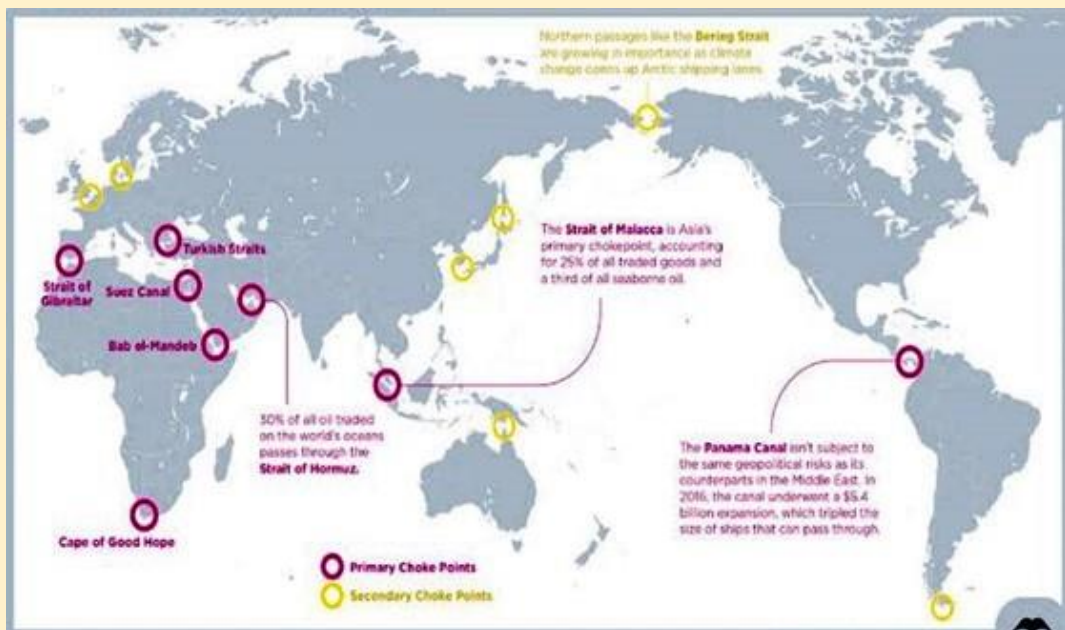 Northern passages like the Bering Strait
are growing in importance as climate
change opens up Arctic shipping lanes.
Turkish Straits
Strait of
Gibraltar
Suez Canal
Bab el-Mandeb
The Strait of Malacca is Asia's
primary chokepoint, accounting
for 25% of all traded goods and
a third of all seaborne oil.
30% of all oil traded
on the world's oceans
passes through the
Strait of Hormuz.
The Panama Canal isn't subject to
the same geopolitical risks as its
counterparts in the Middle East. In
2016, the canal underwent a $5.4
billion expansion, which tripled the
size of ships that can pass through.
Cape of Good Hope
Primary Choke Points
Secondary Choke Points